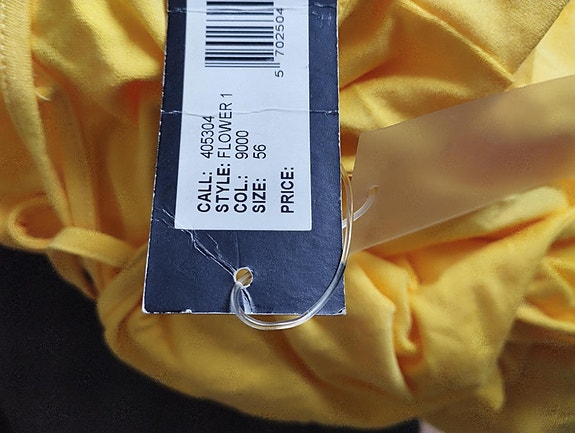 5 702504
CALL: 405304
STYLE: FLOWER 1
COL.: 9000
SIZE: 56
PRICE: